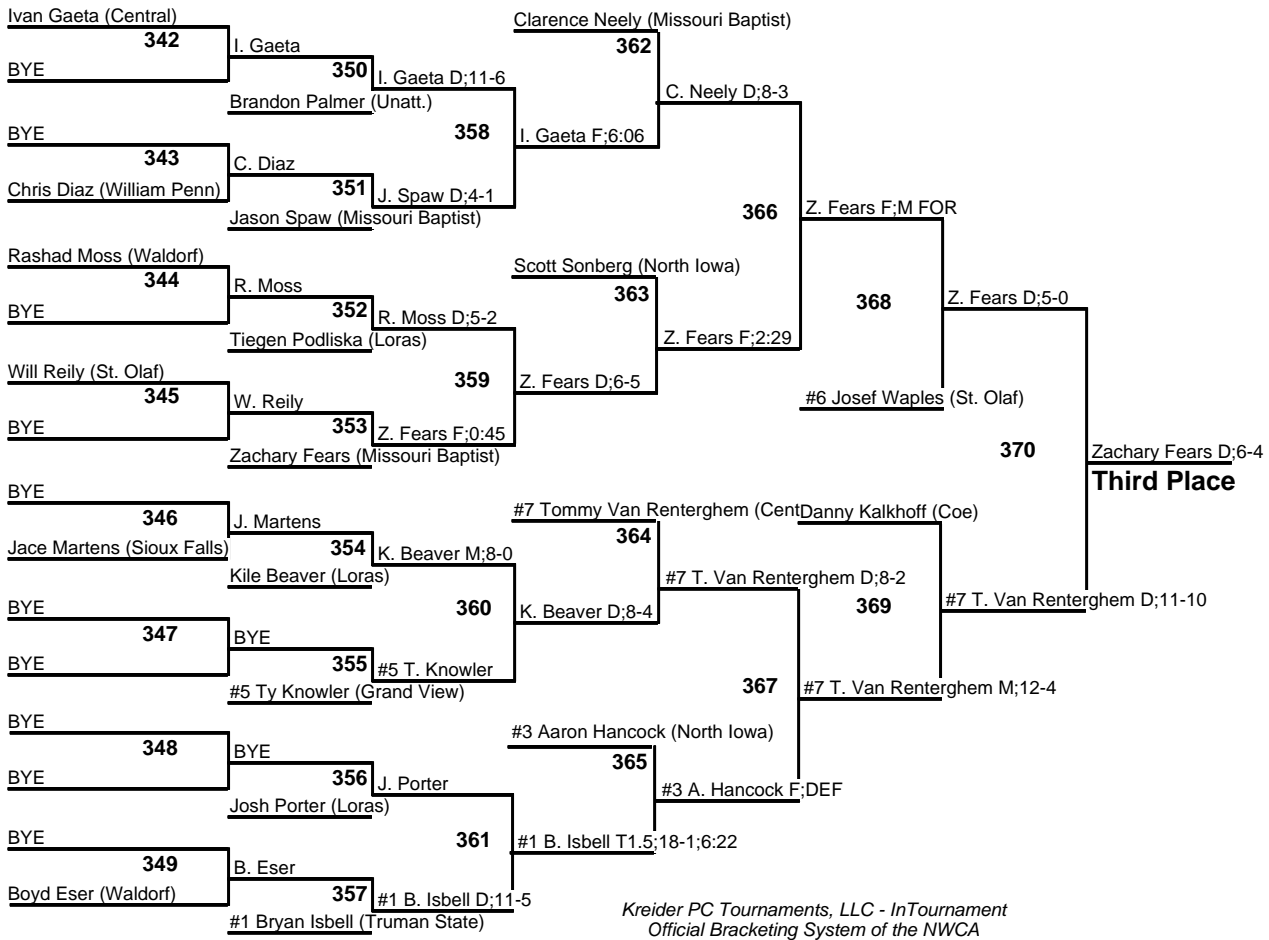 Ivan Gaeta (Central)
342
BYE
I. Gaeta
350
Brandon Palmer (Unatt.)
I. Gaeta D;11-6
BYE
343
Chris Diaz (William Penn)
C. Diaz
351
Jason Spaw (Missouri Baptist)
J. Spaw D;4-1
358
I. Gaeta F;6:06
Clarence Neely (Missouri Baptist)
362
C. Neely D;8-3
Rashad Moss (Waldorf)
344
BYE
R. Moss
352
Tiegen Podliska (Loras)
R. Moss D;5-2
Will Reily (St. Olaf)
345
BYE
W. Reily
353
Zachary Fears (Missouri Baptist)
Z. Fears F;0:45
359
Z. Fears D;6-5
Scott Sonberg (North Iowa)
363
Z. Fears F;2:29
366
Z. Fears F;M FOR
368
#6 Josef Waples (St. Olaf)
Z. Fears D;5-0
BYE
346
Jace Martens (Sioux Falls)
J. Martens
354
Kile Beaver (Loras)
K. Beaver M;8-0
BYE
347
BYE
BYE
355
#5 Ty Knowler (Grand View)
#5 T. Knowler
360
K. Beaver D;8-4
#7 Tommy Van Renterghem (Cent
364
#7 T. Van Renterghem D;8-2
BYE
348
BYE
BYE
356
Josh Porter (Loras)
J. Porter
BYE
349
Boyd Eser (Waldorf)
B. Eser
357
#1 Bryan Isbell (Truman State)
#1 B. Isbell D;11-5
361
#1 B. Isbell T1.5;18-1;6:22
#3 Aaron Hancock (North Iowa)
365
#3 A. Hancock F;DEF
367
#7 T. Van Renterghem M;12-4
Danny Kalkhoff (Coe)
369
#7 T. Van Renterghem D;11-10
370
Zachary Fears D;6-4
Third Place
Kreider PC Tournaments, LLC - InTournament
Official Bracketing System of the NWCA